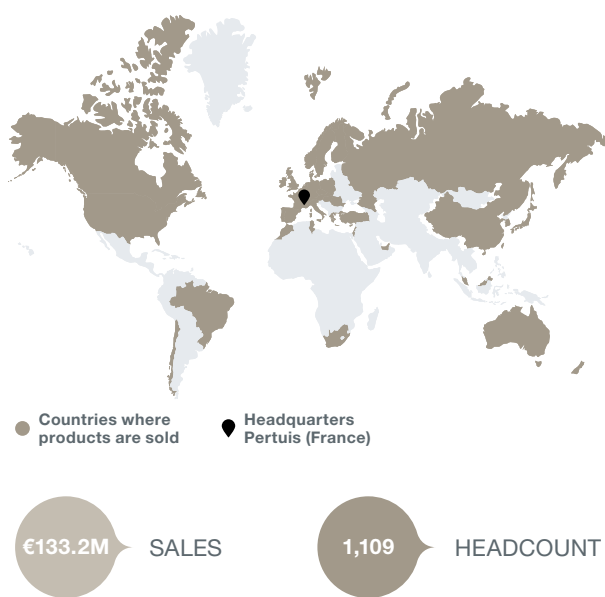 Countries where
products are sold
Headquarters
Pertuis (France)
€133.2M
SALES
1,109
HEADCOUNT